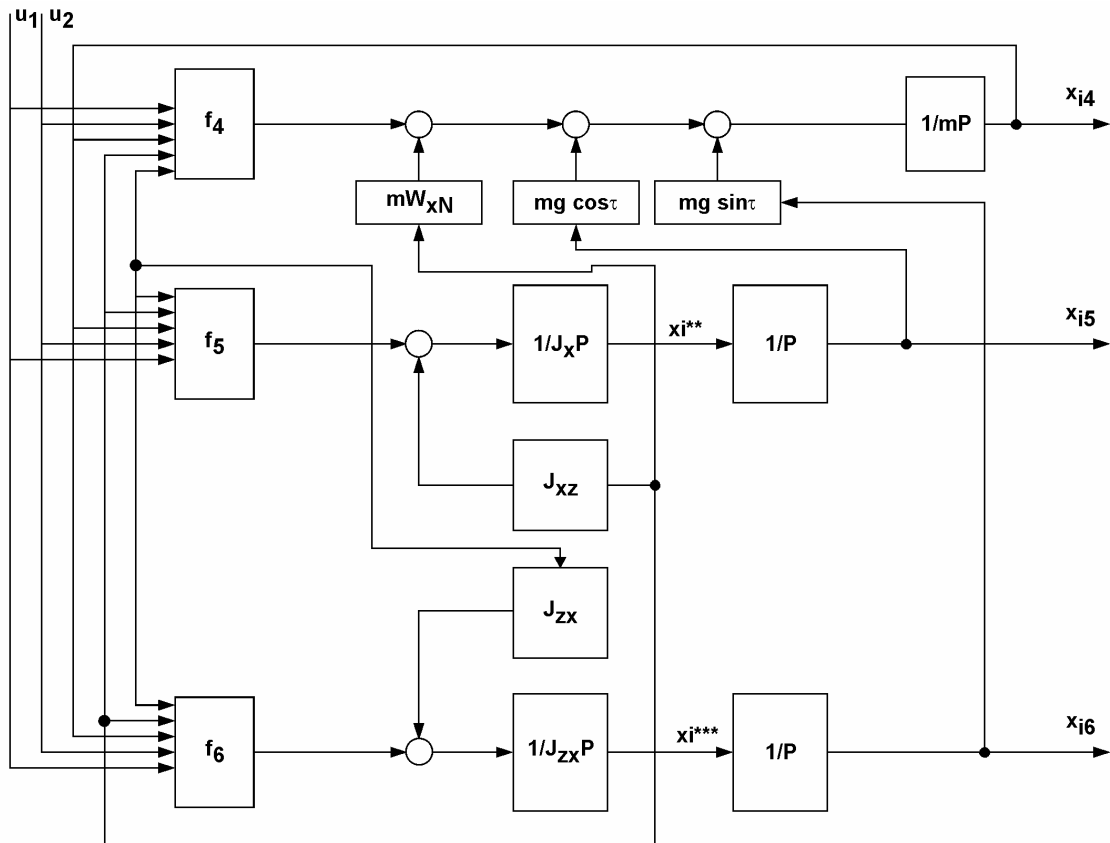 u1 u2
f4
1/mP
xi4
mWxN
mg cosτ
mg sinτ
f5
1/JxP
xi**
1/P
xi5
Jxz
Jzx
f6
1/JzxP
xi***
1/P
xi6